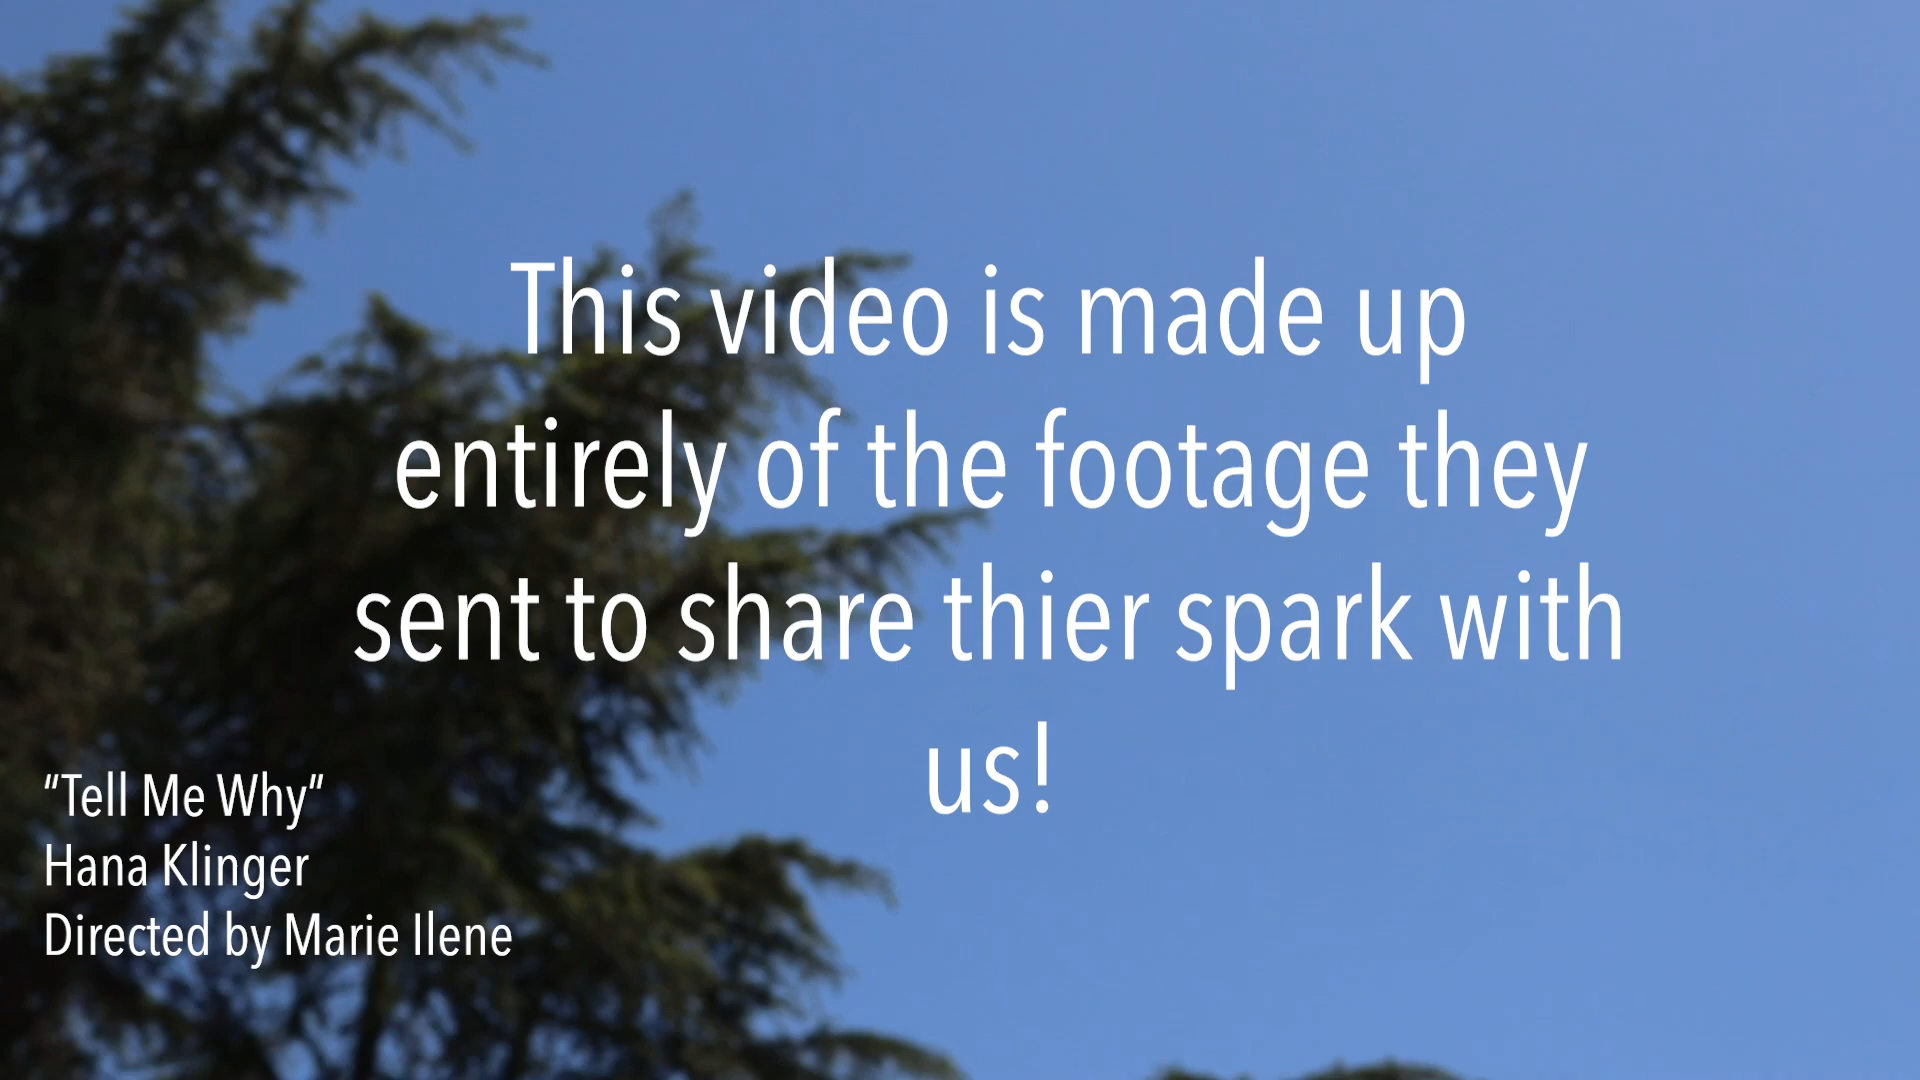 This video is made up
entirely of the footage they
sent to share thier spark with
us!
“Tell Me Why”
Hana Klinger
Directed by Marie Ilene